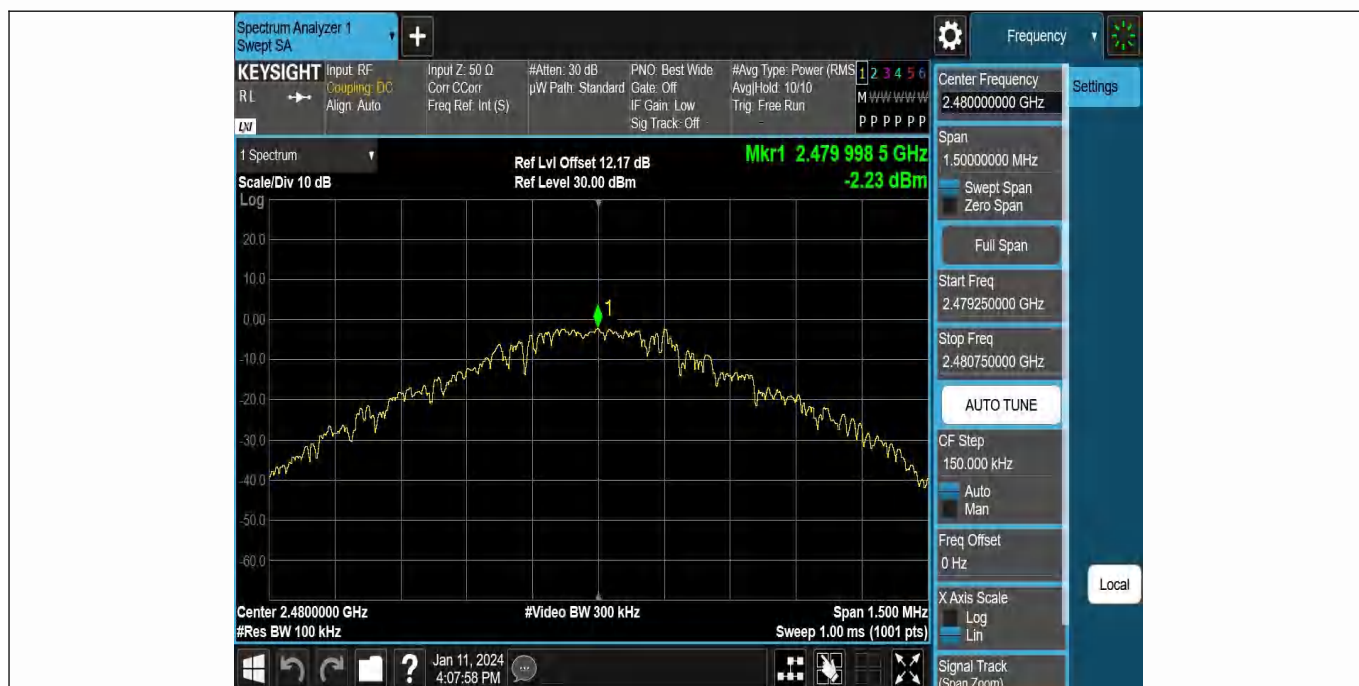 Spectrum Analyzer 1
Swept SA
+
Frequency
KEYSIGHT
RL
LXI
Input: RF
Coupling: DC
Align: Auto
Input Z: 50 Ω
Corr CCorr
Freq Ref: Int (S)
#Atten: 30 dB
µW Path: Standard
PNO: Best Wide
Gate: Off
IF Gain: Low
Sig Track: Off
#Avg Type: Power (RMS
Avg|Hold: 10/10
Trig: Free Run
1 2 3 4 5 6
M W W W W W
P P P P P P
1 Spectrum
Scale/Div 10 dB
Log
Ref Lvl Offset 12.17 dB
Ref Level 30.00 dBm
Mkr1 2.479 998 5 GHz
-2.23 dBm
20.0
10.0
0.00
-10.0
-20.0
-30.0
-40.0
-50.0
-60.0
1
Center 2.4800000 GHz
#Res BW 100 kHz
#Video BW 300 kHz
Span 1.500 MHz
Sweep 1.00 ms (1001 pts)
Center Frequency
2.480000000 GHz
Settings
Span
1.50000000 MHz
Swept Span
Zero Span
Full Span
Start Freq
2.479250000 GHz
Stop Freq
2.480750000 GHz
AUTO TUNE
CF Step
150.000 kHz
Auto
Man
Freq Offset
0 Hz
X Axis Scale
Log
Lin
Local
Signal Track
(Span Zoom)
?
Jan 11, 2024
4:07:58 PM